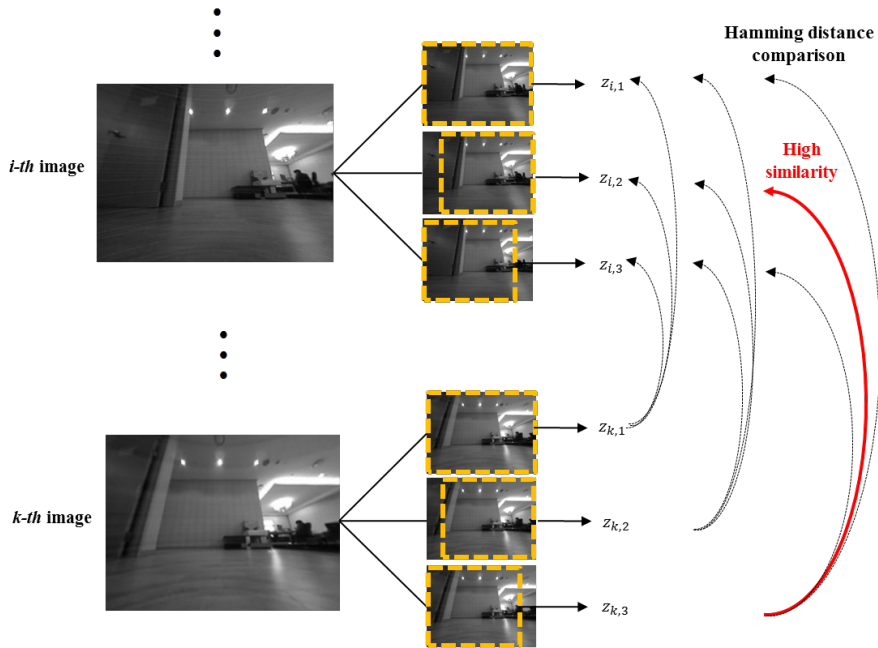 Hamming distance
comparison
z_{i,1}
i-th image
z_{i,2}
High
similarity
z_{i,3}
z_{k,1}
k-th image
z_{k,2}
z_{k,3}